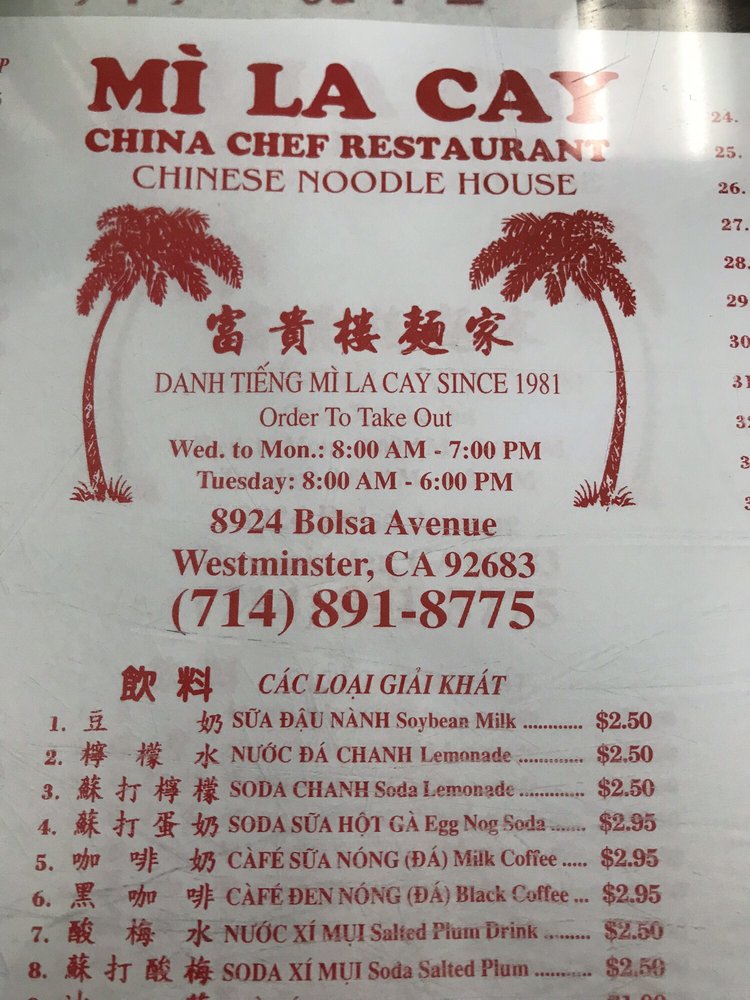 MÌ LA CAY
CHINA CHEF RESTAURANT
CHINESE NOODLE HOUSE
富貴樓麵家
DANH TIẾNG MÌ LA CAY SINCE 1981
Order To Take Out
Wed. to Mon.: 8:00 AM - 7:00 PM
Tuesday: 8:00 AM - 6:00 PM
8924 Bolsa Avenue
Westminster, CA 92683
(714) 891-8775
飲料 CÁC LOẠI GIẢI KHÁT
1. 豆奶 SỮA ĐẬU NÀNH Soybean Milk ............ $2.50
2. 檸檬水 NƯỚC ĐÁ CHANH Lemonade ............ $2.50
3. 蘇打檸檬 SODA CHANH Soda Lemonade ............ $2.50
4. 蘇打蛋奶 SODA SỮA HỘT GÀ Egg Nog Soda ....... $2.95
5. 咖啡奶 CÀFÉ SỮA NÓNG (ĐÁ) Milk Coffee ..... $2.95
6. 黑咖啡 CÀFÉ ĐEN NÓNG (ĐÁ) Black Coffee ... $2.95
7. 酸梅水 NƯỚC XÍ MỤI Salted Plum Drink ......... $2.50
8. 蘇打酸梅 SODA XÍ MỤI Soda Salted Plum ........... $2.50
24.
25.
26.
27.
28.
29
30
31